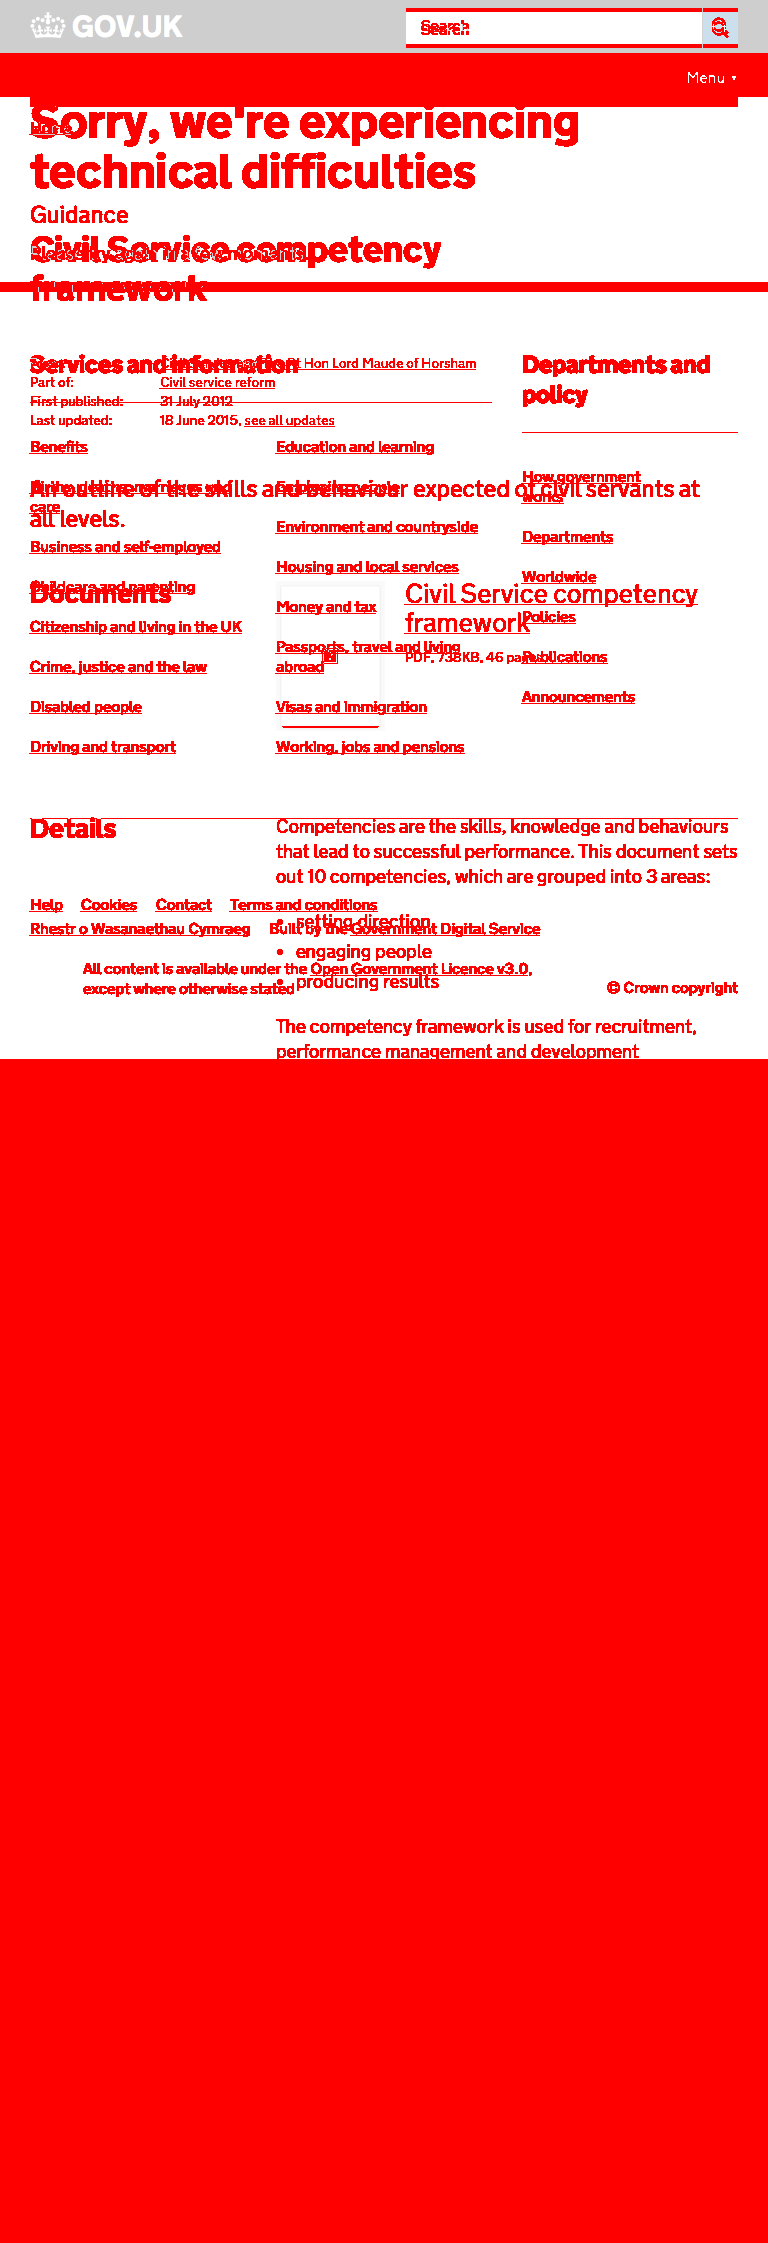 GOV.UK
Search
Search
Menu
Home
Sorry, we're experiencing
technical difficulties
Guidance
Civil Service competency
framework
Please try again in a few moments.
Services and information
Rt Hon Lord Maude of Horsham
Departments and
policy
Part of: Civil service reform
First published: 31 July 2012
Last updated: 18 June 2015, see all updates
Benefits
Education and learning
How government
works
An outline of the skills and behaviour expected of civil servants at
all levels.
care
Environment and countryside
Departments
Business and self-employed
Housing and local services
Worldwide
Childcare and parenting
Documents
Civil Service competency
framework
Money and tax
Policies
Citizenship and living in the UK
Passports, travel and living
abroad
PDF, 738KB, 46 pages
Publications
Crime, justice and the law
Disabled people
Visas and immigration
Announcements
Driving and transport
Working, jobs and pensions
Details
Competencies are the skills, knowledge and behaviours
that lead to successful performance. This document sets
out 10 competencies, which are grouped into 3 areas:
Help Cookies Contact Terms and conditions
setting direction
Rhestr o Wasanaethau Cymraeg Built by the Government Digital Service
engaging people
All content is available under the Open Government Licence v3.0,
except where otherwise stated
producing results
© Crown copyright
The competency framework is used for recruitment,
performance management and development